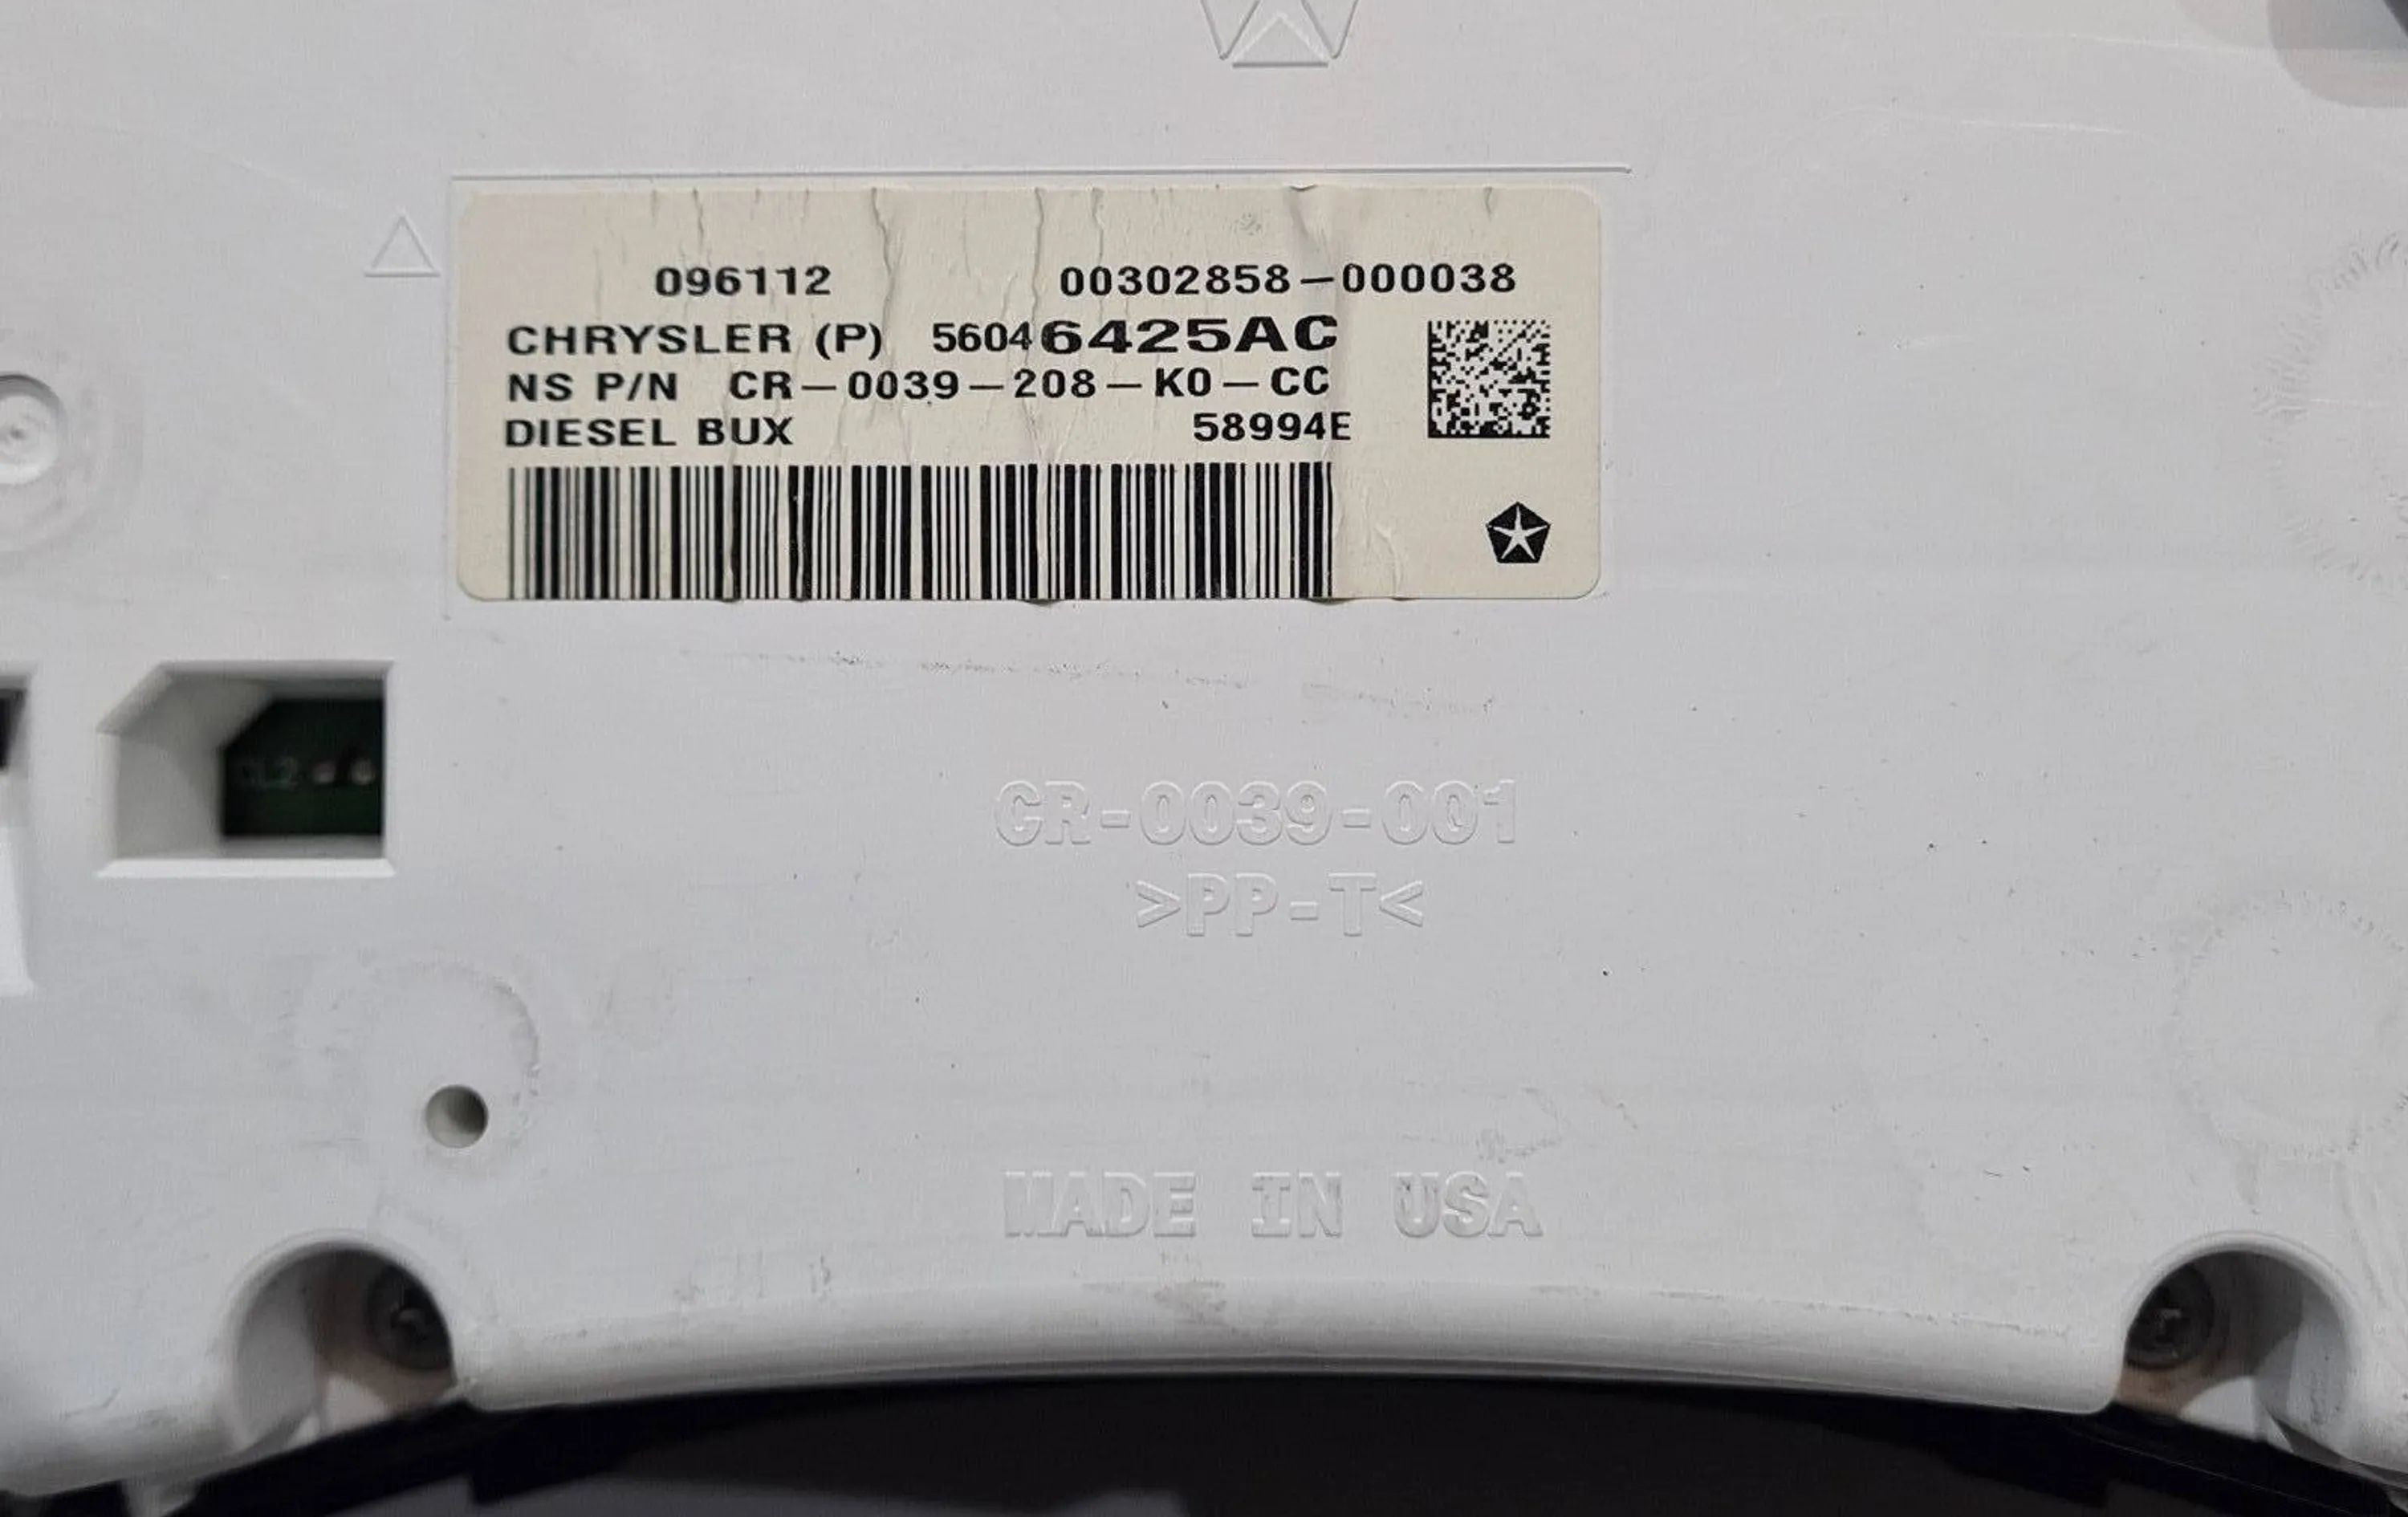 096112 00302858-000038
CHRYSLER (P) 56046425AC
NS P/N CR-0039-208-K0-CC
DIESEL BUX 58994E
CR-0039-001
>PP-T<
MADE IN USA